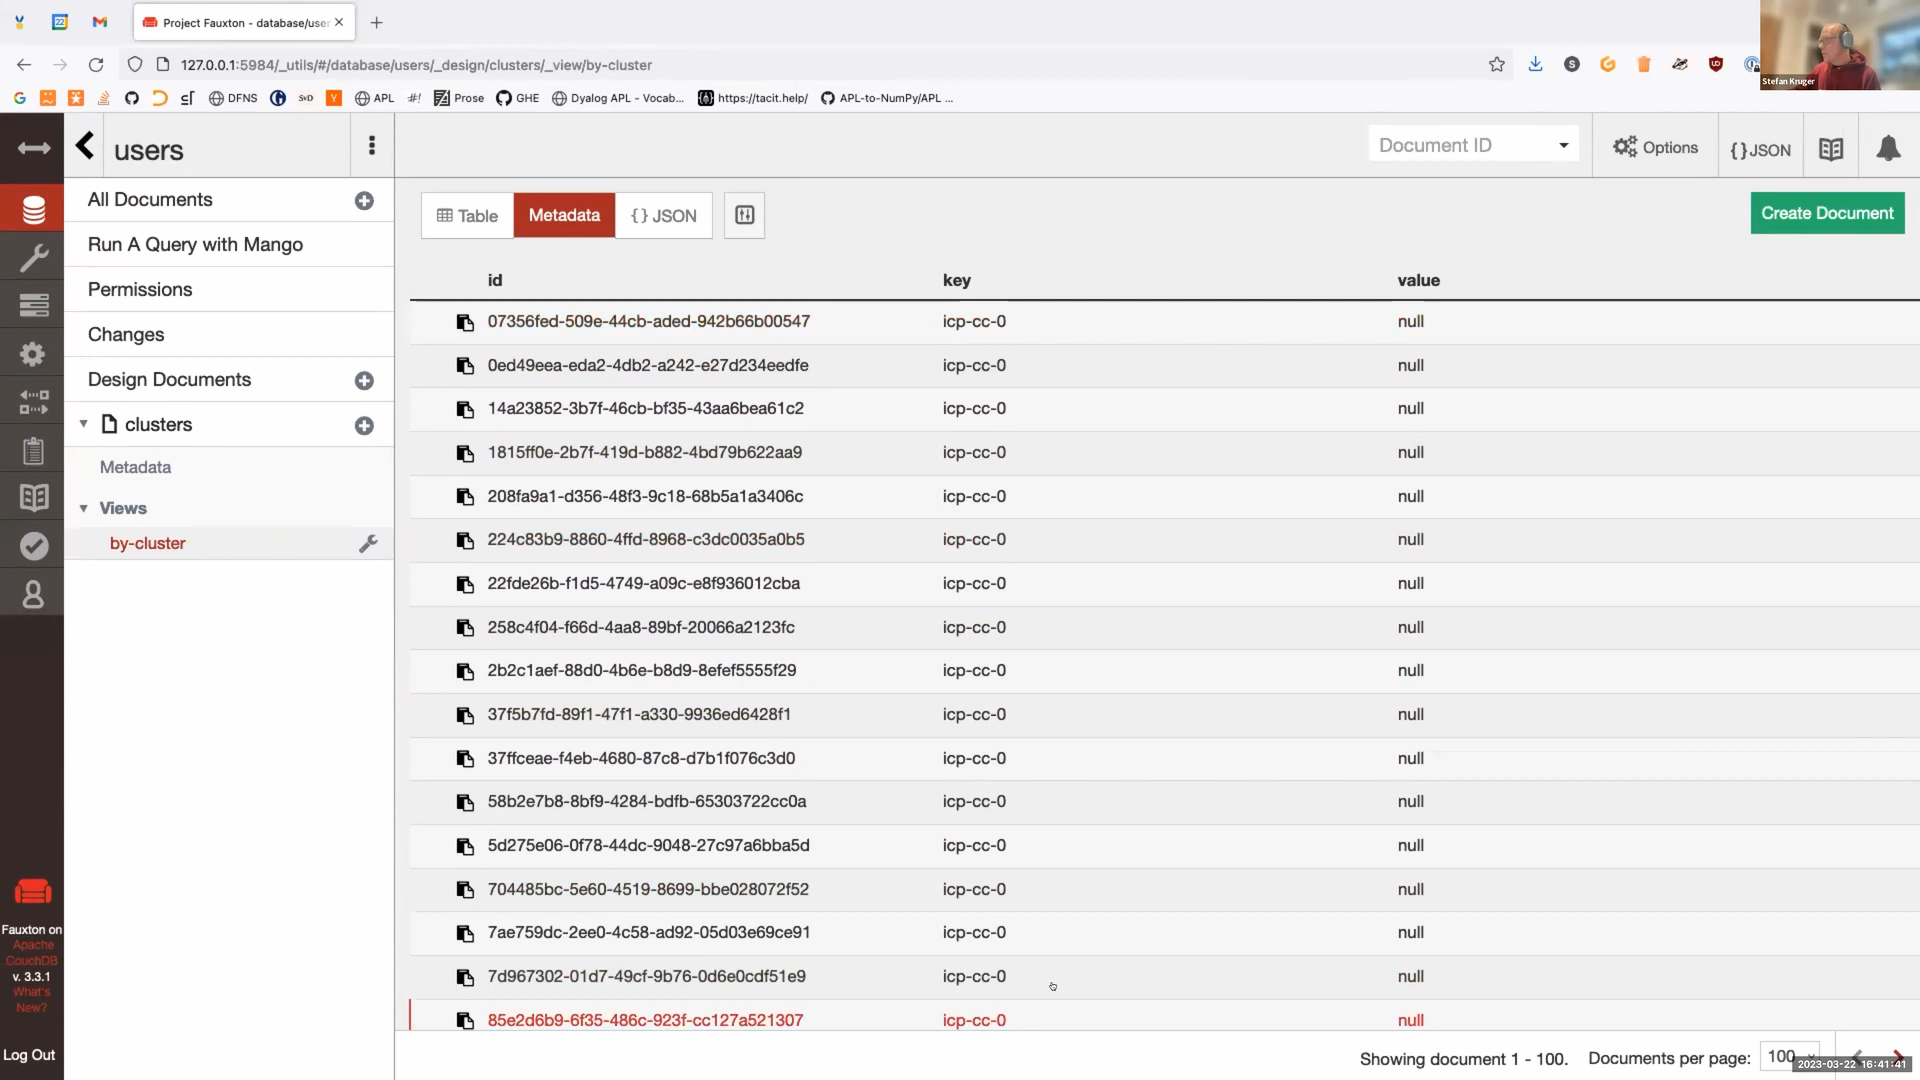 22
Project Fauxton - database/user
127.0.0.1:5984/_utils/#/database/users/_design/clusters/_view/by-cluster
DFNS
SvD
APL
#!
Prose
GHE
Dyalog APL - Vocab...
https://tacit.help/
APL-to-NumPy/APL ...
Stefan Kruger
users
Document ID
Options
{ } JSON
All Documents
Run A Query with Mango
Permissions
Changes
Design Documents
clusters
Metadata
Views
by-cluster
Table
Metadata
{ } JSON
Create Document
id key value
07356fed-509e-44cb-aded-942b66b00547 icp-cc-0 null
0ed49eea-eda2-4db2-a242-e27d234eedfe icp-cc-0 null
14a23852-3b7f-46cb-bf35-43aa6bea61c2 icp-cc-0 null
1815ff0e-2b7f-419d-b882-4bd79b622aa9 icp-cc-0 null
208fa9a1-d356-48f3-9c18-68b5a1a3406c icp-cc-0 null
224c83b9-8860-4ffd-8968-c3dc0035a0b5 icp-cc-0 null
22fde26b-f1d5-4749-a09c-e8f936012cba icp-cc-0 null
258c4f04-f66d-4aa8-89bf-20066a2123fc icp-cc-0 null
2b2c1aef-88d0-4b6e-b8d9-8efef5555f29 icp-cc-0 null
37f5b7fd-89f1-47f1-a330-9936ed6428f1 icp-cc-0 null
37ffceae-f4eb-4680-87c8-d7b1f076c3d0 icp-cc-0 null
58b2e7b8-8bf9-4284-bdfb-65303722cc0a icp-cc-0 null
5d275e06-0f78-44dc-9048-27c97a6bba5d icp-cc-0 null
704485bc-5e60-4519-8699-bbe028072f52 icp-cc-0 null
7ae759dc-2ee0-4c58-ad92-05d03e69ce91 icp-cc-0 null
7d967302-01d7-49cf-9b76-0d6e0cdf51e9 icp-cc-0 null
85e2d6b9-6f35-486c-923f-cc127a521307 icp-cc-0 null
Fauxton on
Apache
CouchDB
v. 3.3.1
What's
New?
Log Out
Showing document 1 - 100.
Documents per page:
100
2023-03-22 16:41:41